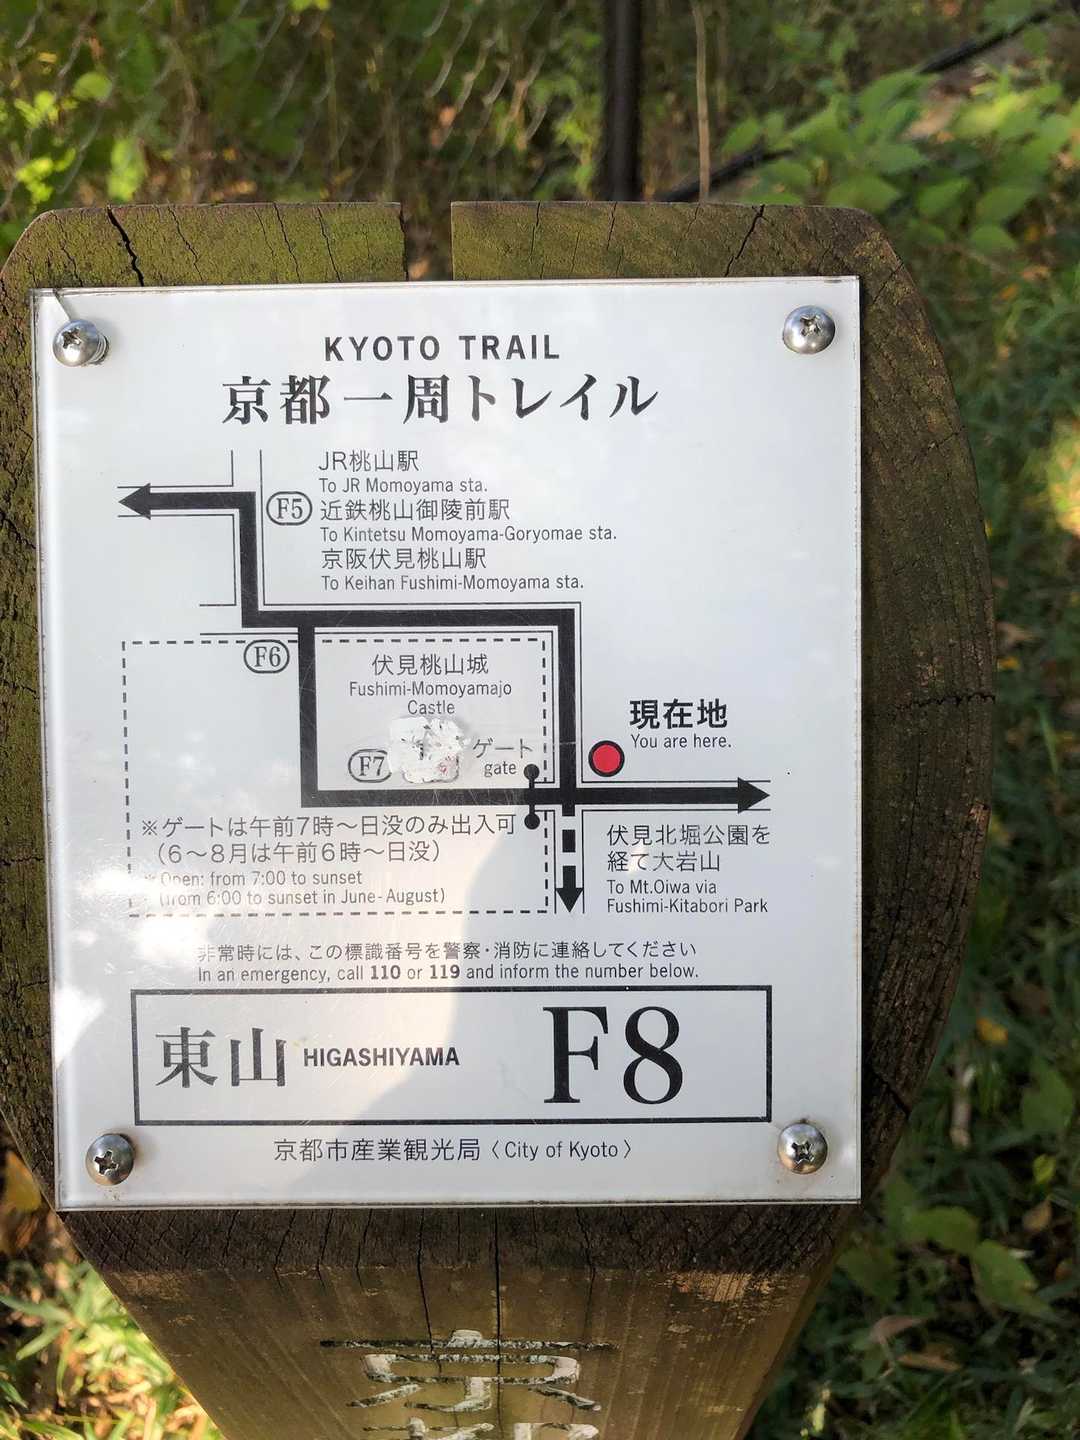 KYOTO TRAIL
京都一周トレイル
JR桃山駅
To JR Momoyama sta.
F5 近鉄桃山御陵前駅
To Kintetsu Momoyama-Goryomae sta.
京阪伏見桃山駅
To Keihan Fushimi-Momoyama sta.
F6
伏見桃山城
Fushimi-Momoyamajo
Castle
現在地
You are here.
F7
ゲート
gate
※ゲートは午前7時～日没のみ出入可
（6～8月は午前6時～日没）
Open: from 7:00 to sunset
(from 6:00 to sunset in June-August)
伏見北堀公園を
経て大岩山
To Mt.Oiwa via
Fushimi-Kitabori Park
非常時には、この標識番号を警察・消防に連絡してください
In an emergency, call 110 or 119 and inform the number below.
東山 HIGASHIYAMA F8
京都市産業観光局〈City of Kyoto〉
京